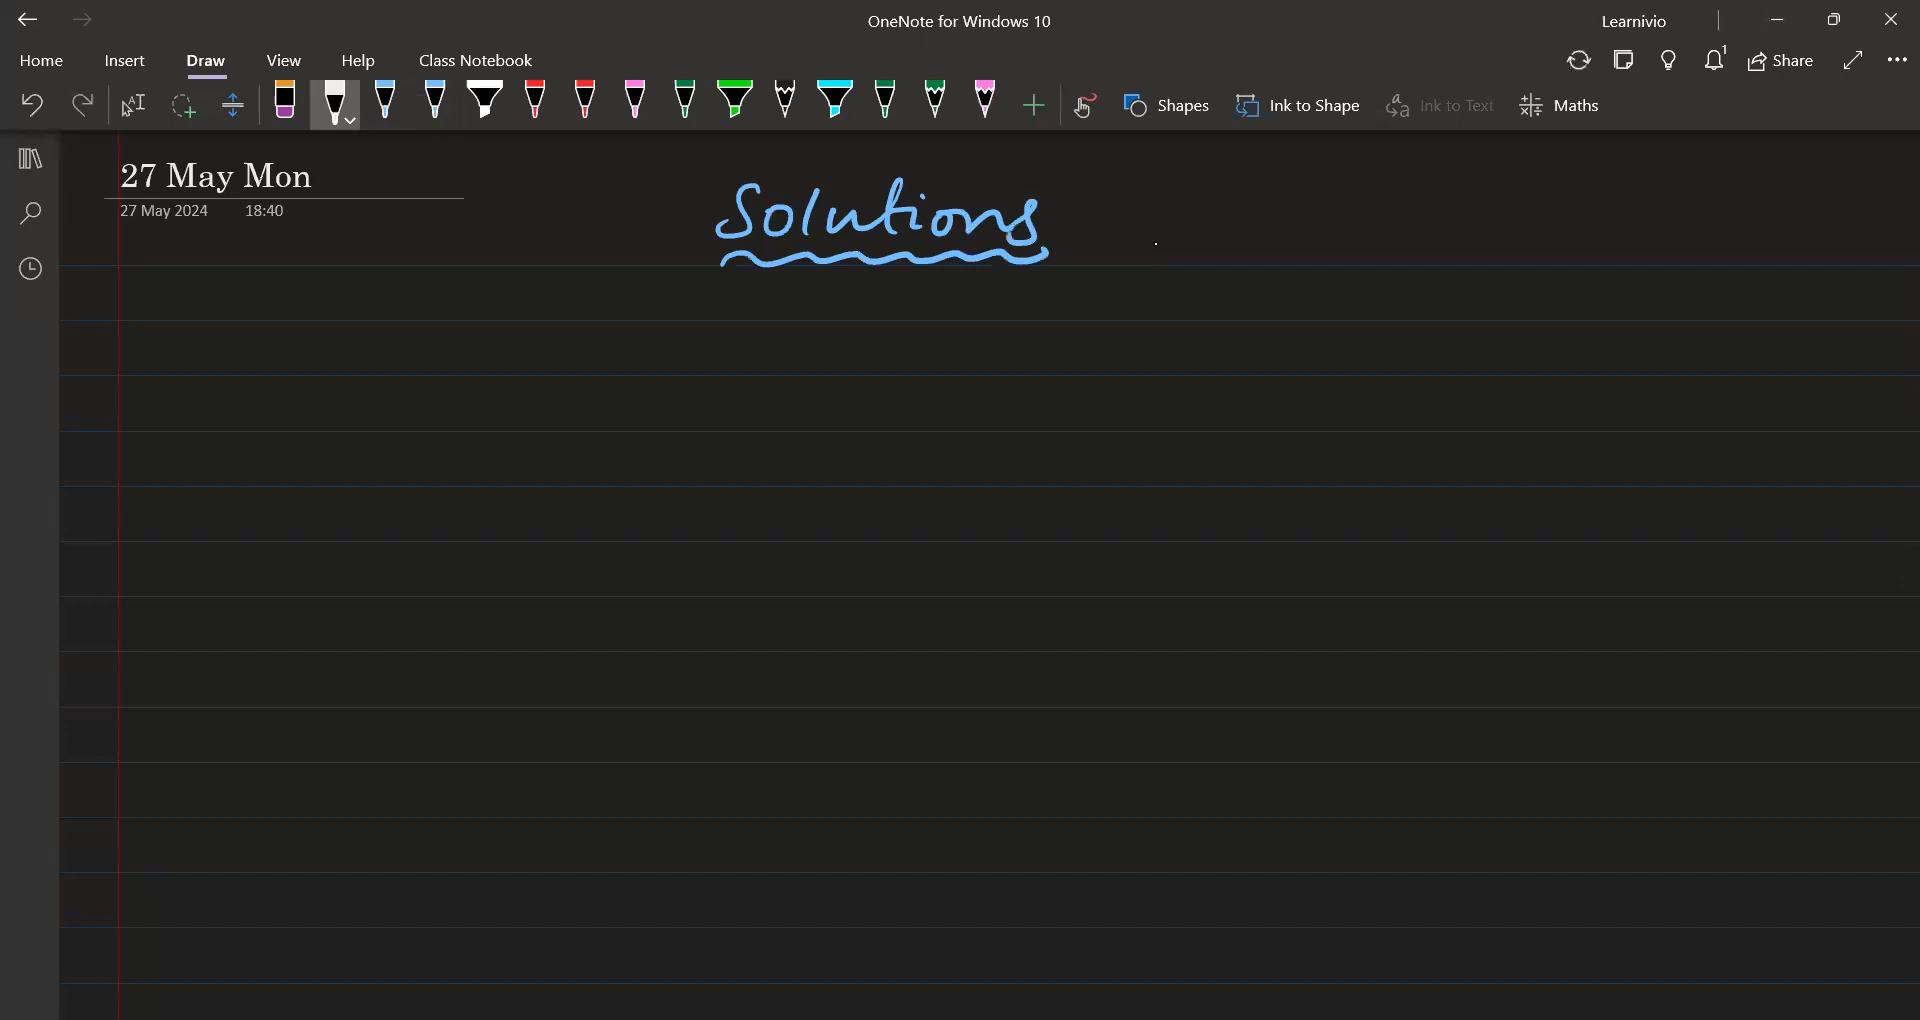 OneNote for Windows 10
Learnivio
Home Insert Draw View Help Class Notebook
1
Share
Shapes Ink to Shape Ink to Text Maths
27 May Mon
27 May 2024 18:40
Solutions